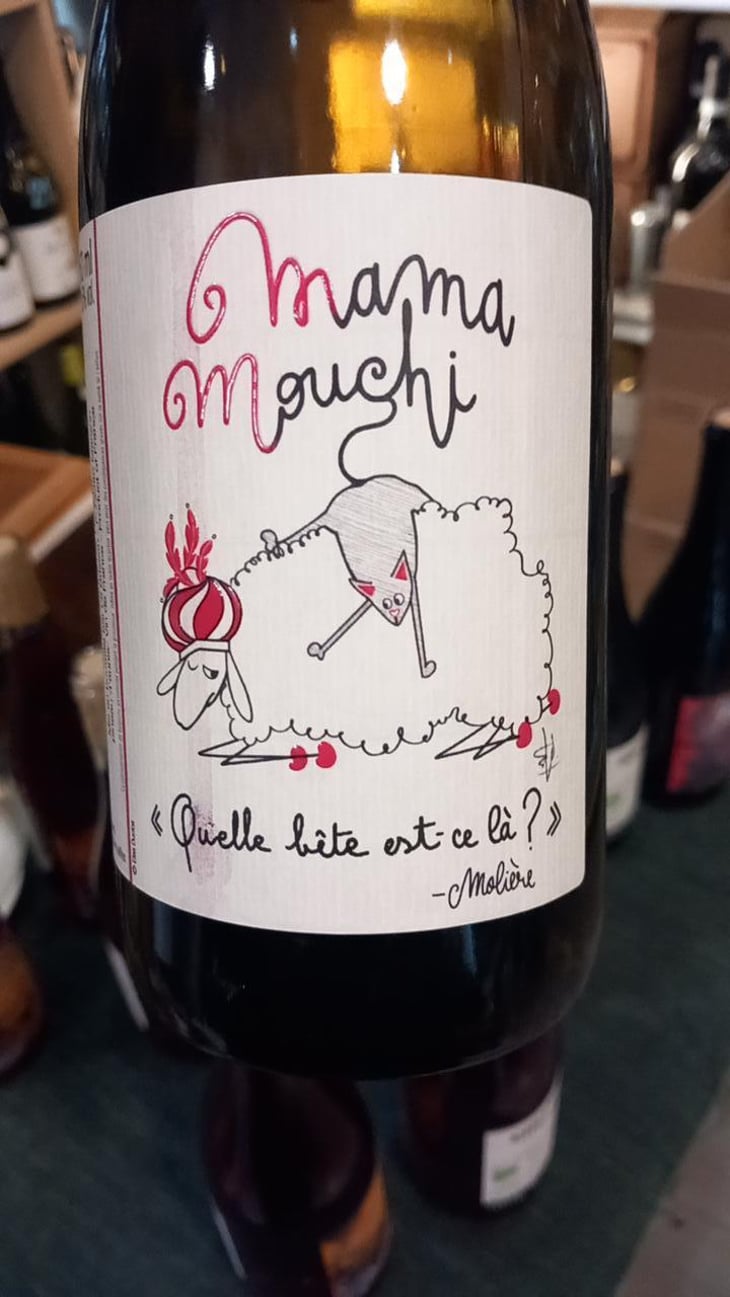 Mama
Mouchi
« Quelle bête est-ce là ? »
-Molière